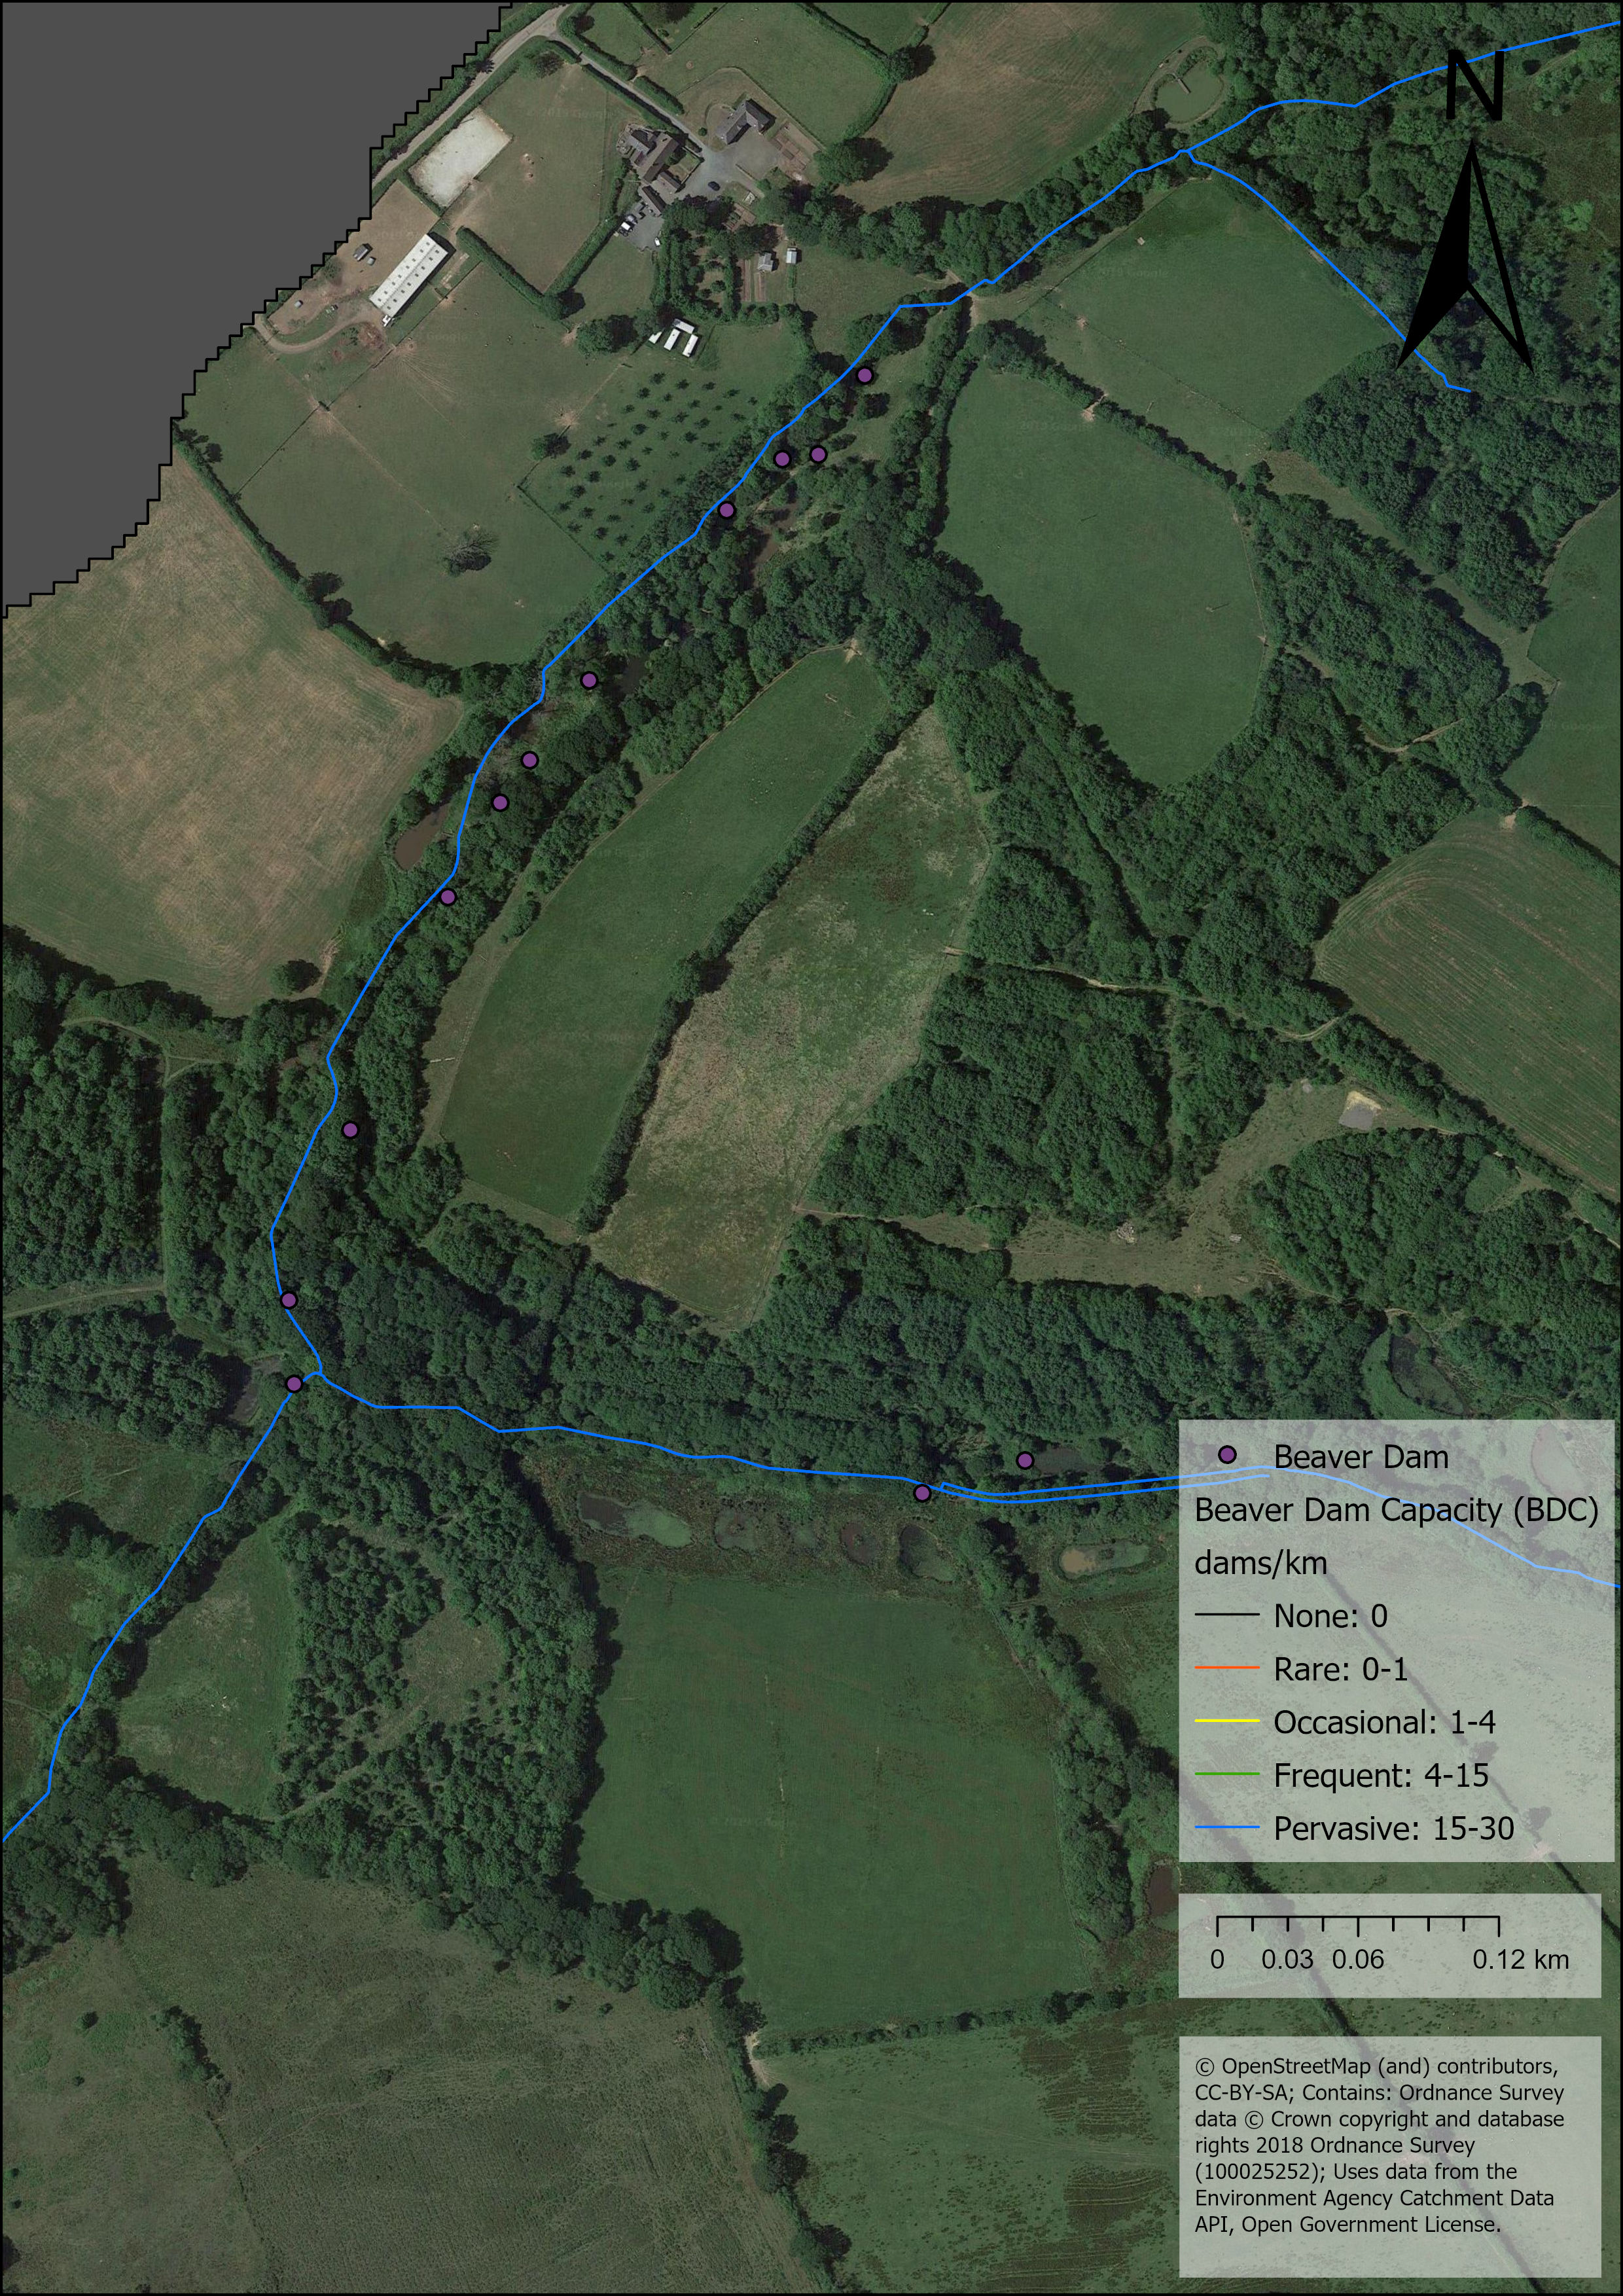 N
Beaver Dam
Beaver Dam Capacity (BDC)
dams/km
None: 0
Rare: 0-1
Occasional: 1-4
Frequent: 4-15
Pervasive: 15-30
0 0.03 0.06 0.12 km
© OpenStreetMap (and) contributors,
CC-BY-SA; Contains: Ordnance Survey
data © Crown copyright and database
rights 2018 Ordnance Survey
(100025252); Uses data from the
Environment Agency Catchment Data
API, Open Government License.